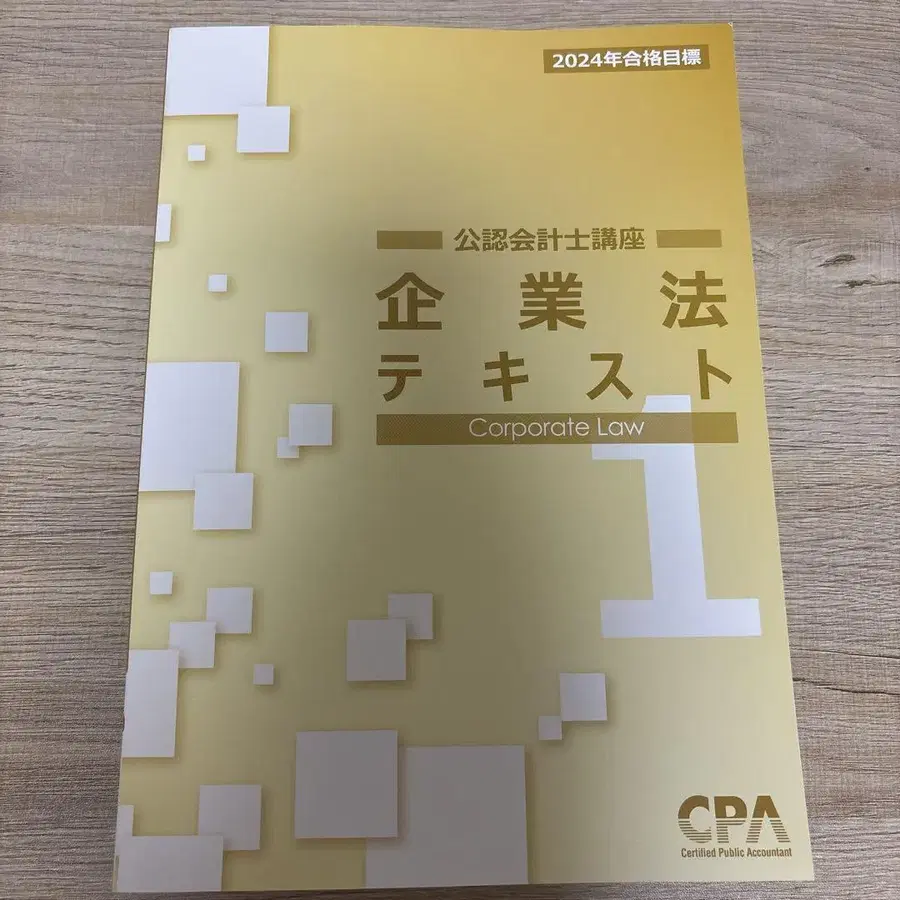 2024年合格目標
公認会計士講座
企業法
テキスト
Corporate Law
1
CPA
Certified Public Accountant